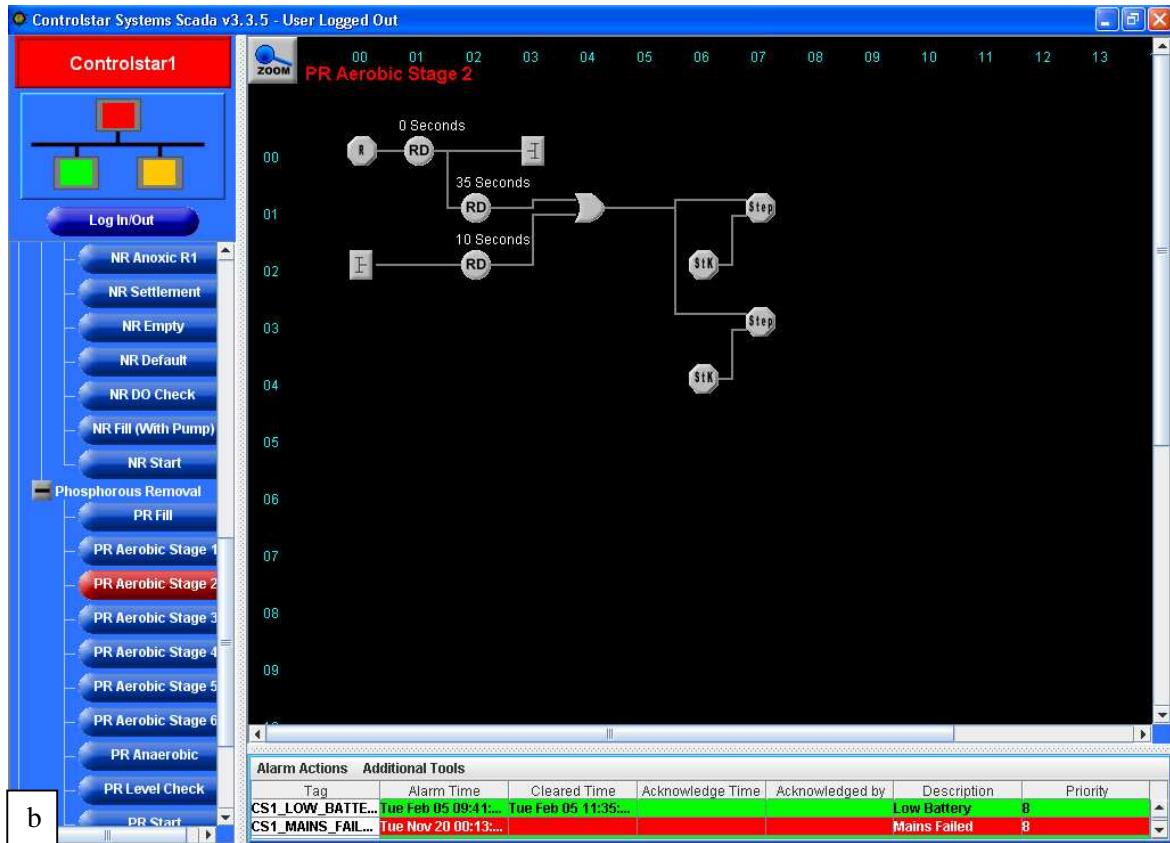 Controlstar Systems Scada v3.3.5 - User Logged Out
Controlstar1
Log In/Out
NR Anoxic R1
NR Settlement
NR Empty
NR Default
NR DO Check
NR Fill (With Pump)
NR Start
Phosphorous Removal
PR Fill
PR Aerobic Stage 1
PR Aerobic Stage 2
PR Aerobic Stage 3
PR Aerobic Stage 4
PR Aerobic Stage 5
PR Aerobic Stage 6
PR Anaerobic
PR Level Check
PR Start
b
ZOOM
00 01 02 03 04 05 06 07 08 09 10 11 12 13
PR Aerobic Stage 2
0 Seconds
00 R RD
35 Seconds
01 RD Step
10 Seconds
02 RD StK
03 Step
04 StK
05
06
07
08
09
Alarm Actions Additional Tools
Tag Alarm Time Cleared Time Acknowledge Time Acknowledged by Description Priority
CS1_LOW_BATTE... Tue Feb 05 09:41:... Tue Feb 05 11:35:... Low Battery 8
CS1_MAINS_FAIL... Tue Nov 20 00:13:... Mains Failed 8